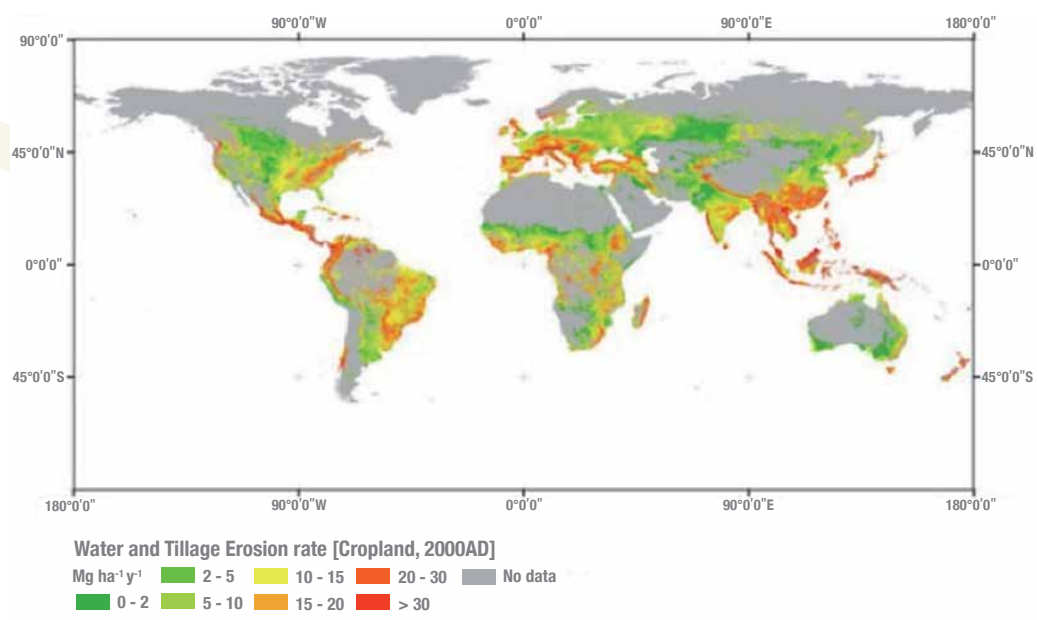 90°0'0"W 0°0'0" 90°0'0"E 180°0'0"
90°0'0"N
45°0'0"N 45°0'0"N
0°0'0" 0°0'0"
45°0'0"S 45°0'0"S
180°0'0" 90°0'0"W 0°0'0" 90°0'0"E 180°0'0"
Water and Tillage Erosion rate [Cropland, 2000AD]
Mg ha⁻¹ y⁻¹ 2 - 5 10 - 15 20 - 30 No data
0 - 2 5 - 10 15 - 20 > 30